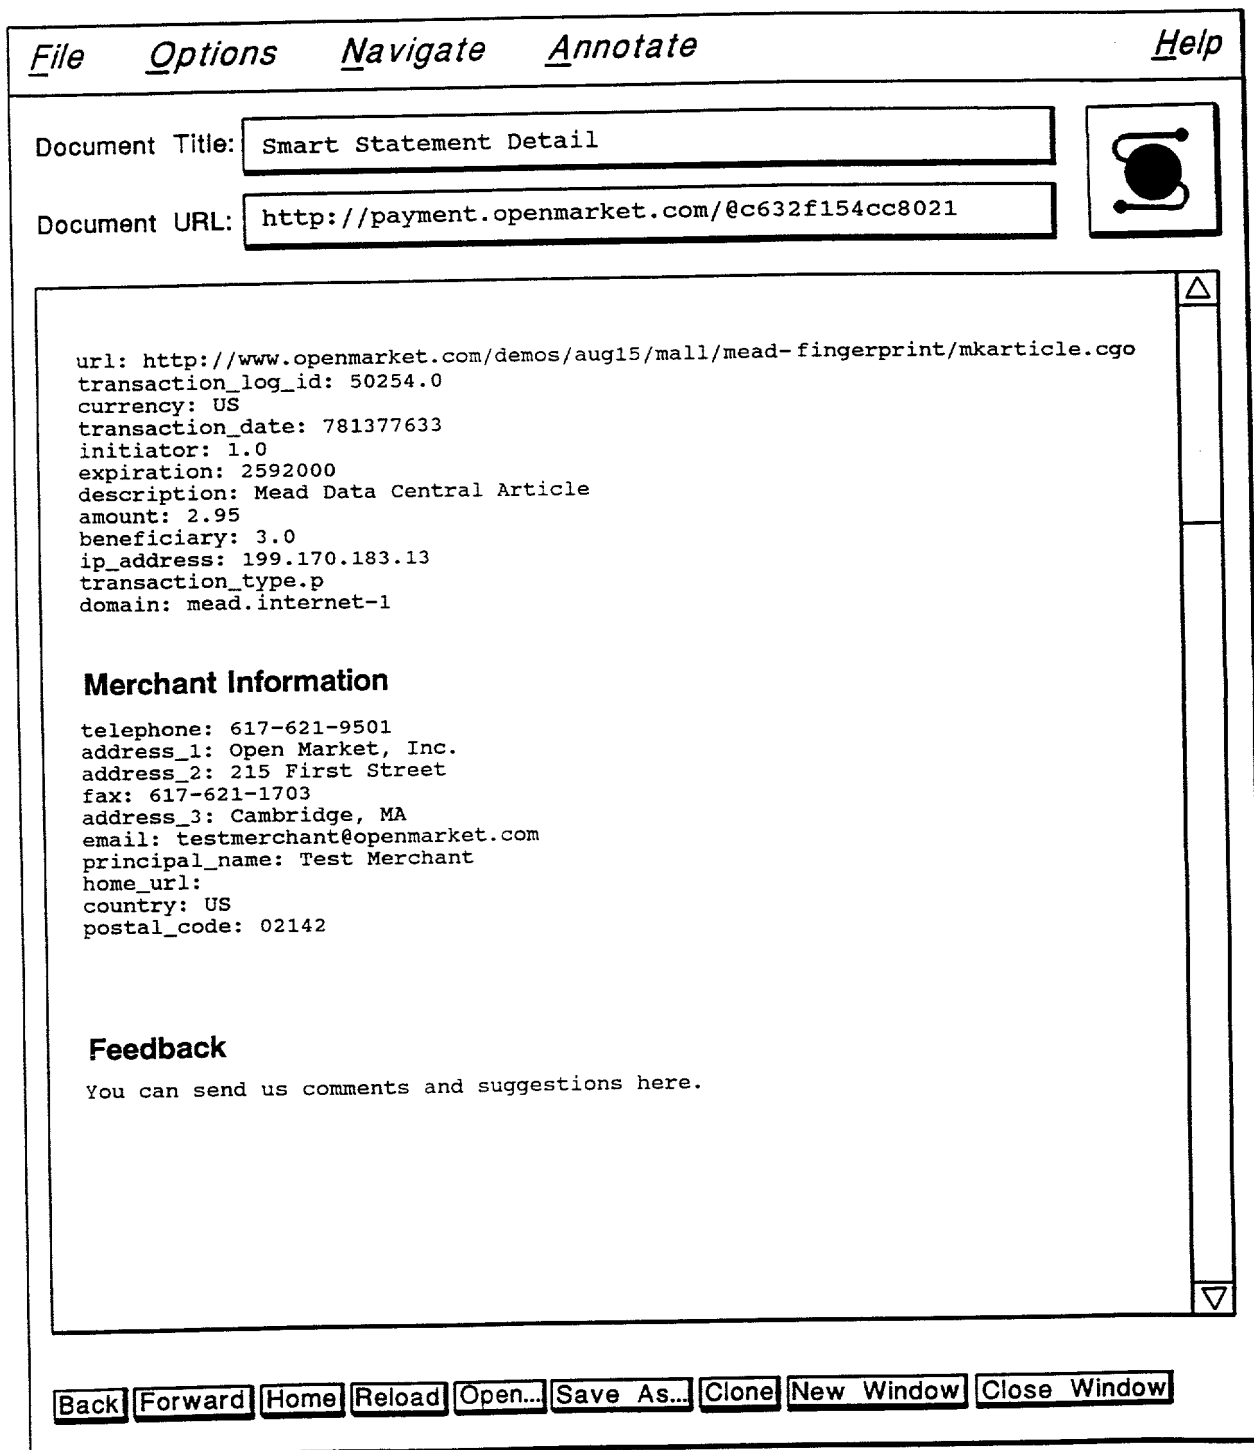 File Options Navigate Annotate Help
Document Title: Smart Statement Detail
Document URL: http://payment.openmarket.com/@c632f154cc8021
url: http://www.openmarket.com/demos/aug15/mall/mead-fingerprint/mkarticle.cgo
transaction_log_id: 50254.0
currency: US
transaction_date: 781377633
initiator: 1.0
expiration: 2592000
description: Mead Data Central Article
amount: 2.95
beneficiary: 3.0
ip_address: 199.170.183.13
transaction_type.p
domain: mead.internet-1
Merchant Information
telephone: 617-621-9501
address_1: Open Market, Inc.
address_2: 215 First Street
fax: 617-621-1703
address_3: Cambridge, MA
email: testmerchant@openmarket.com
principal_name: Test Merchant
home_url:
country: US
postal_code: 02142
Feedback
You can send us comments and suggestions here.
Back Forward Home Reload Open... Save As... Clone New Window Close Window